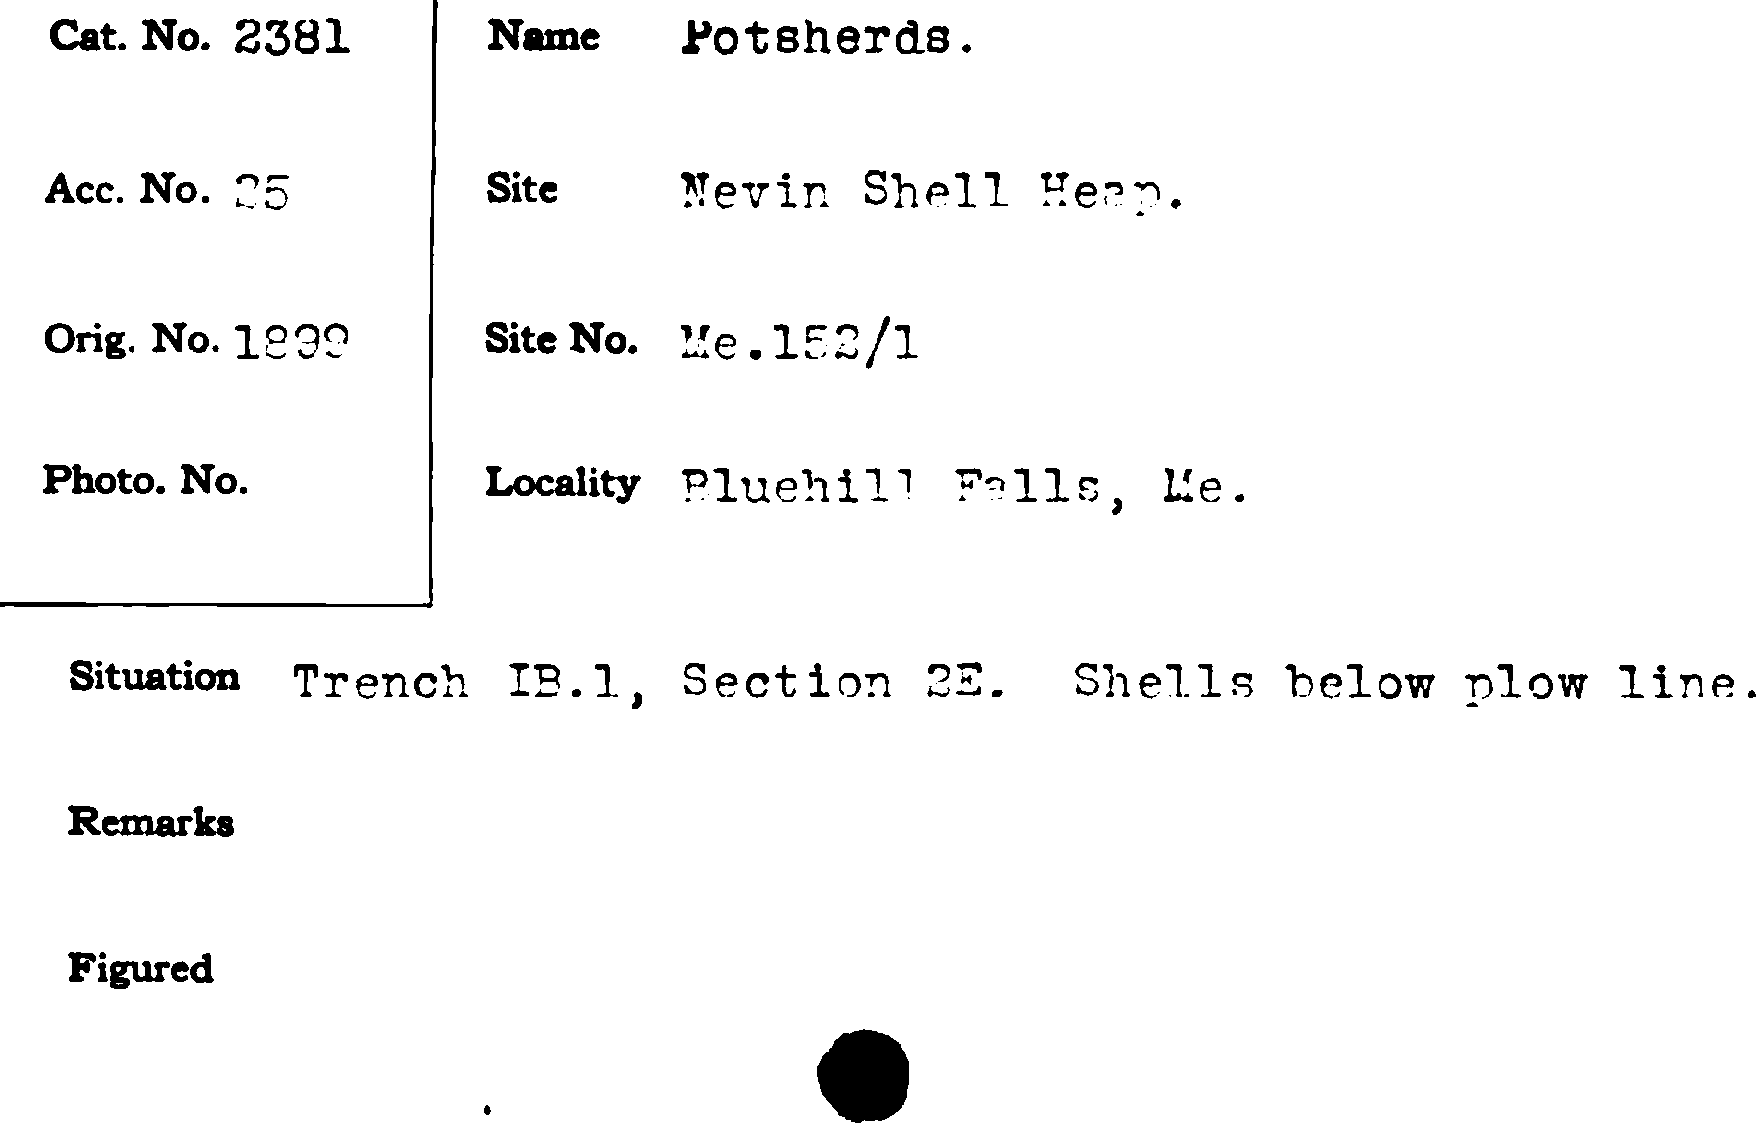 Cat. No. 2381
Name Potsherds.
Acc. No. 25
Site Nevin Shell Heap.
Orig. No. 1899
Site No. Me.152/1
Photo. No.
Locality Bluehill Falls, Me.
Situation Trench IB.1, Section 2E. Shells below plow line.
Remarks
Figured